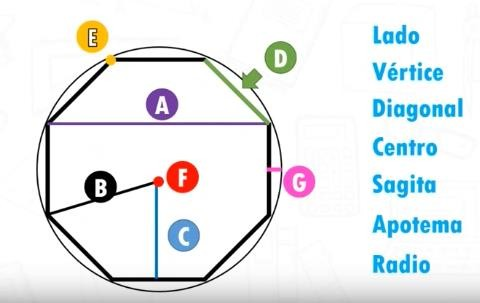 E
D
A
B
F
G
C
Lado
Vértice
Diagonal
Centro
Sagita
Apotema
Radio